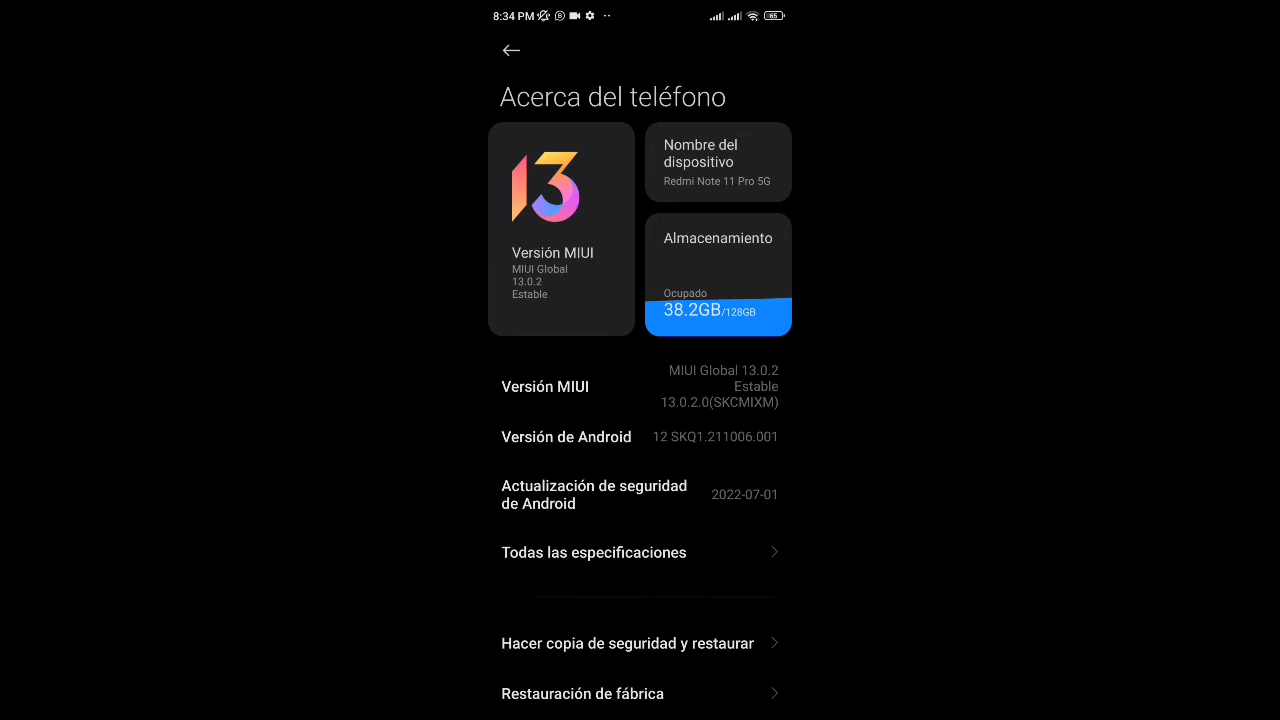 8:34 PM
65
Acerca del teléfono
13
Versión MIUI
MIUI Global
13.0.2
Estable
Nombre del
dispositivo
Redmi Note 11 Pro 5G
Almacenamiento
Ocupado
38.2GB/128GB
Versión MIUI
MIUI Global 13.0.2
Estable
13.0.2.0(SKCMIXM)
Versión de Android
12 SKQ1.211006.001
Actualización de seguridad
de Android
2022-07-01
Todas las especificaciones
Hacer copia de seguridad y restaurar
Restauración de fábrica